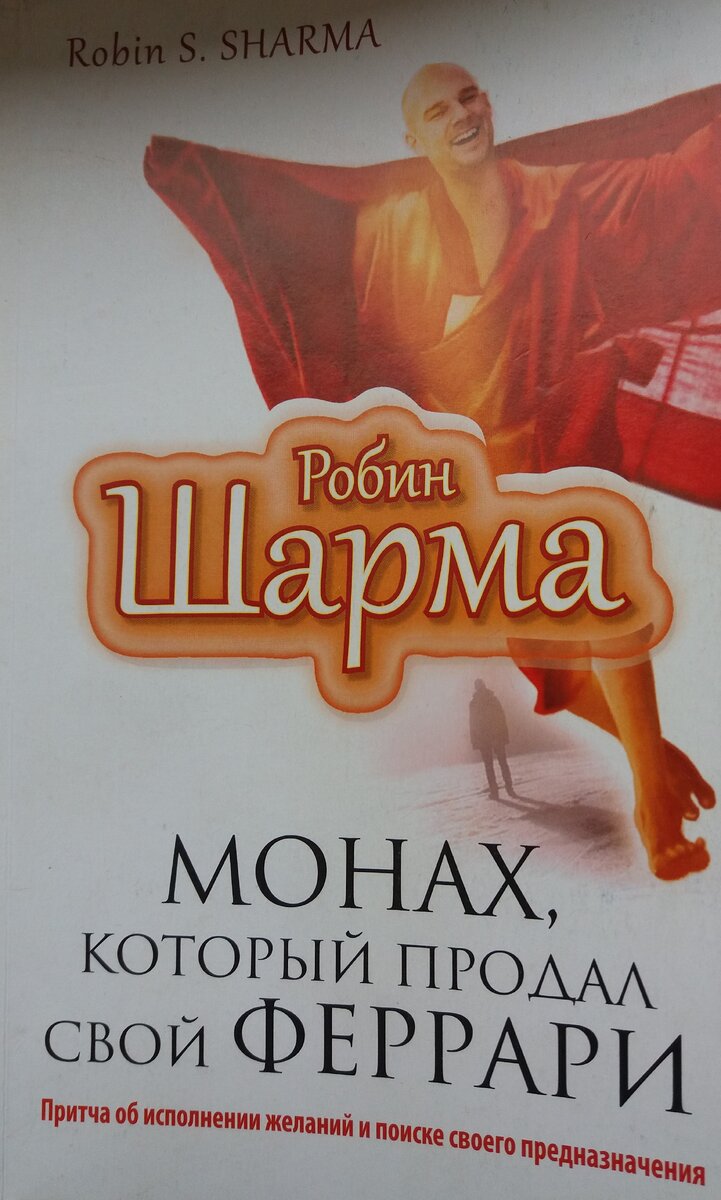 Robin S. SHARMA
Робин
Шарма
МОНАХ,
КОТОРЫЙ ПРОДАЛ
СВОЙ ФЕРРАРИ
Притча об исполнении желаний и поиске своего предназначения